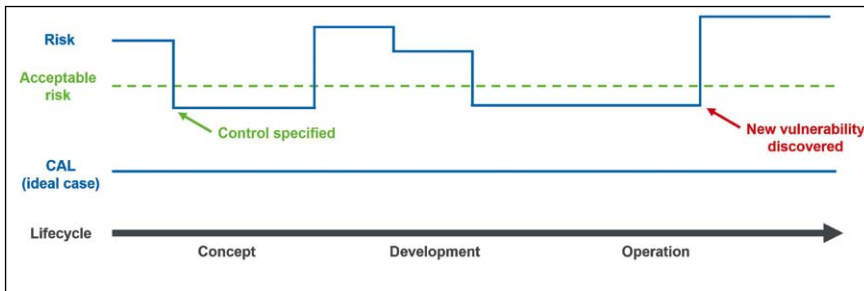 Risk
Acceptable
risk
Control specified
New vulnerability
discovered
CAL
(ideal case)
Lifecycle
Concept
Development
Operation